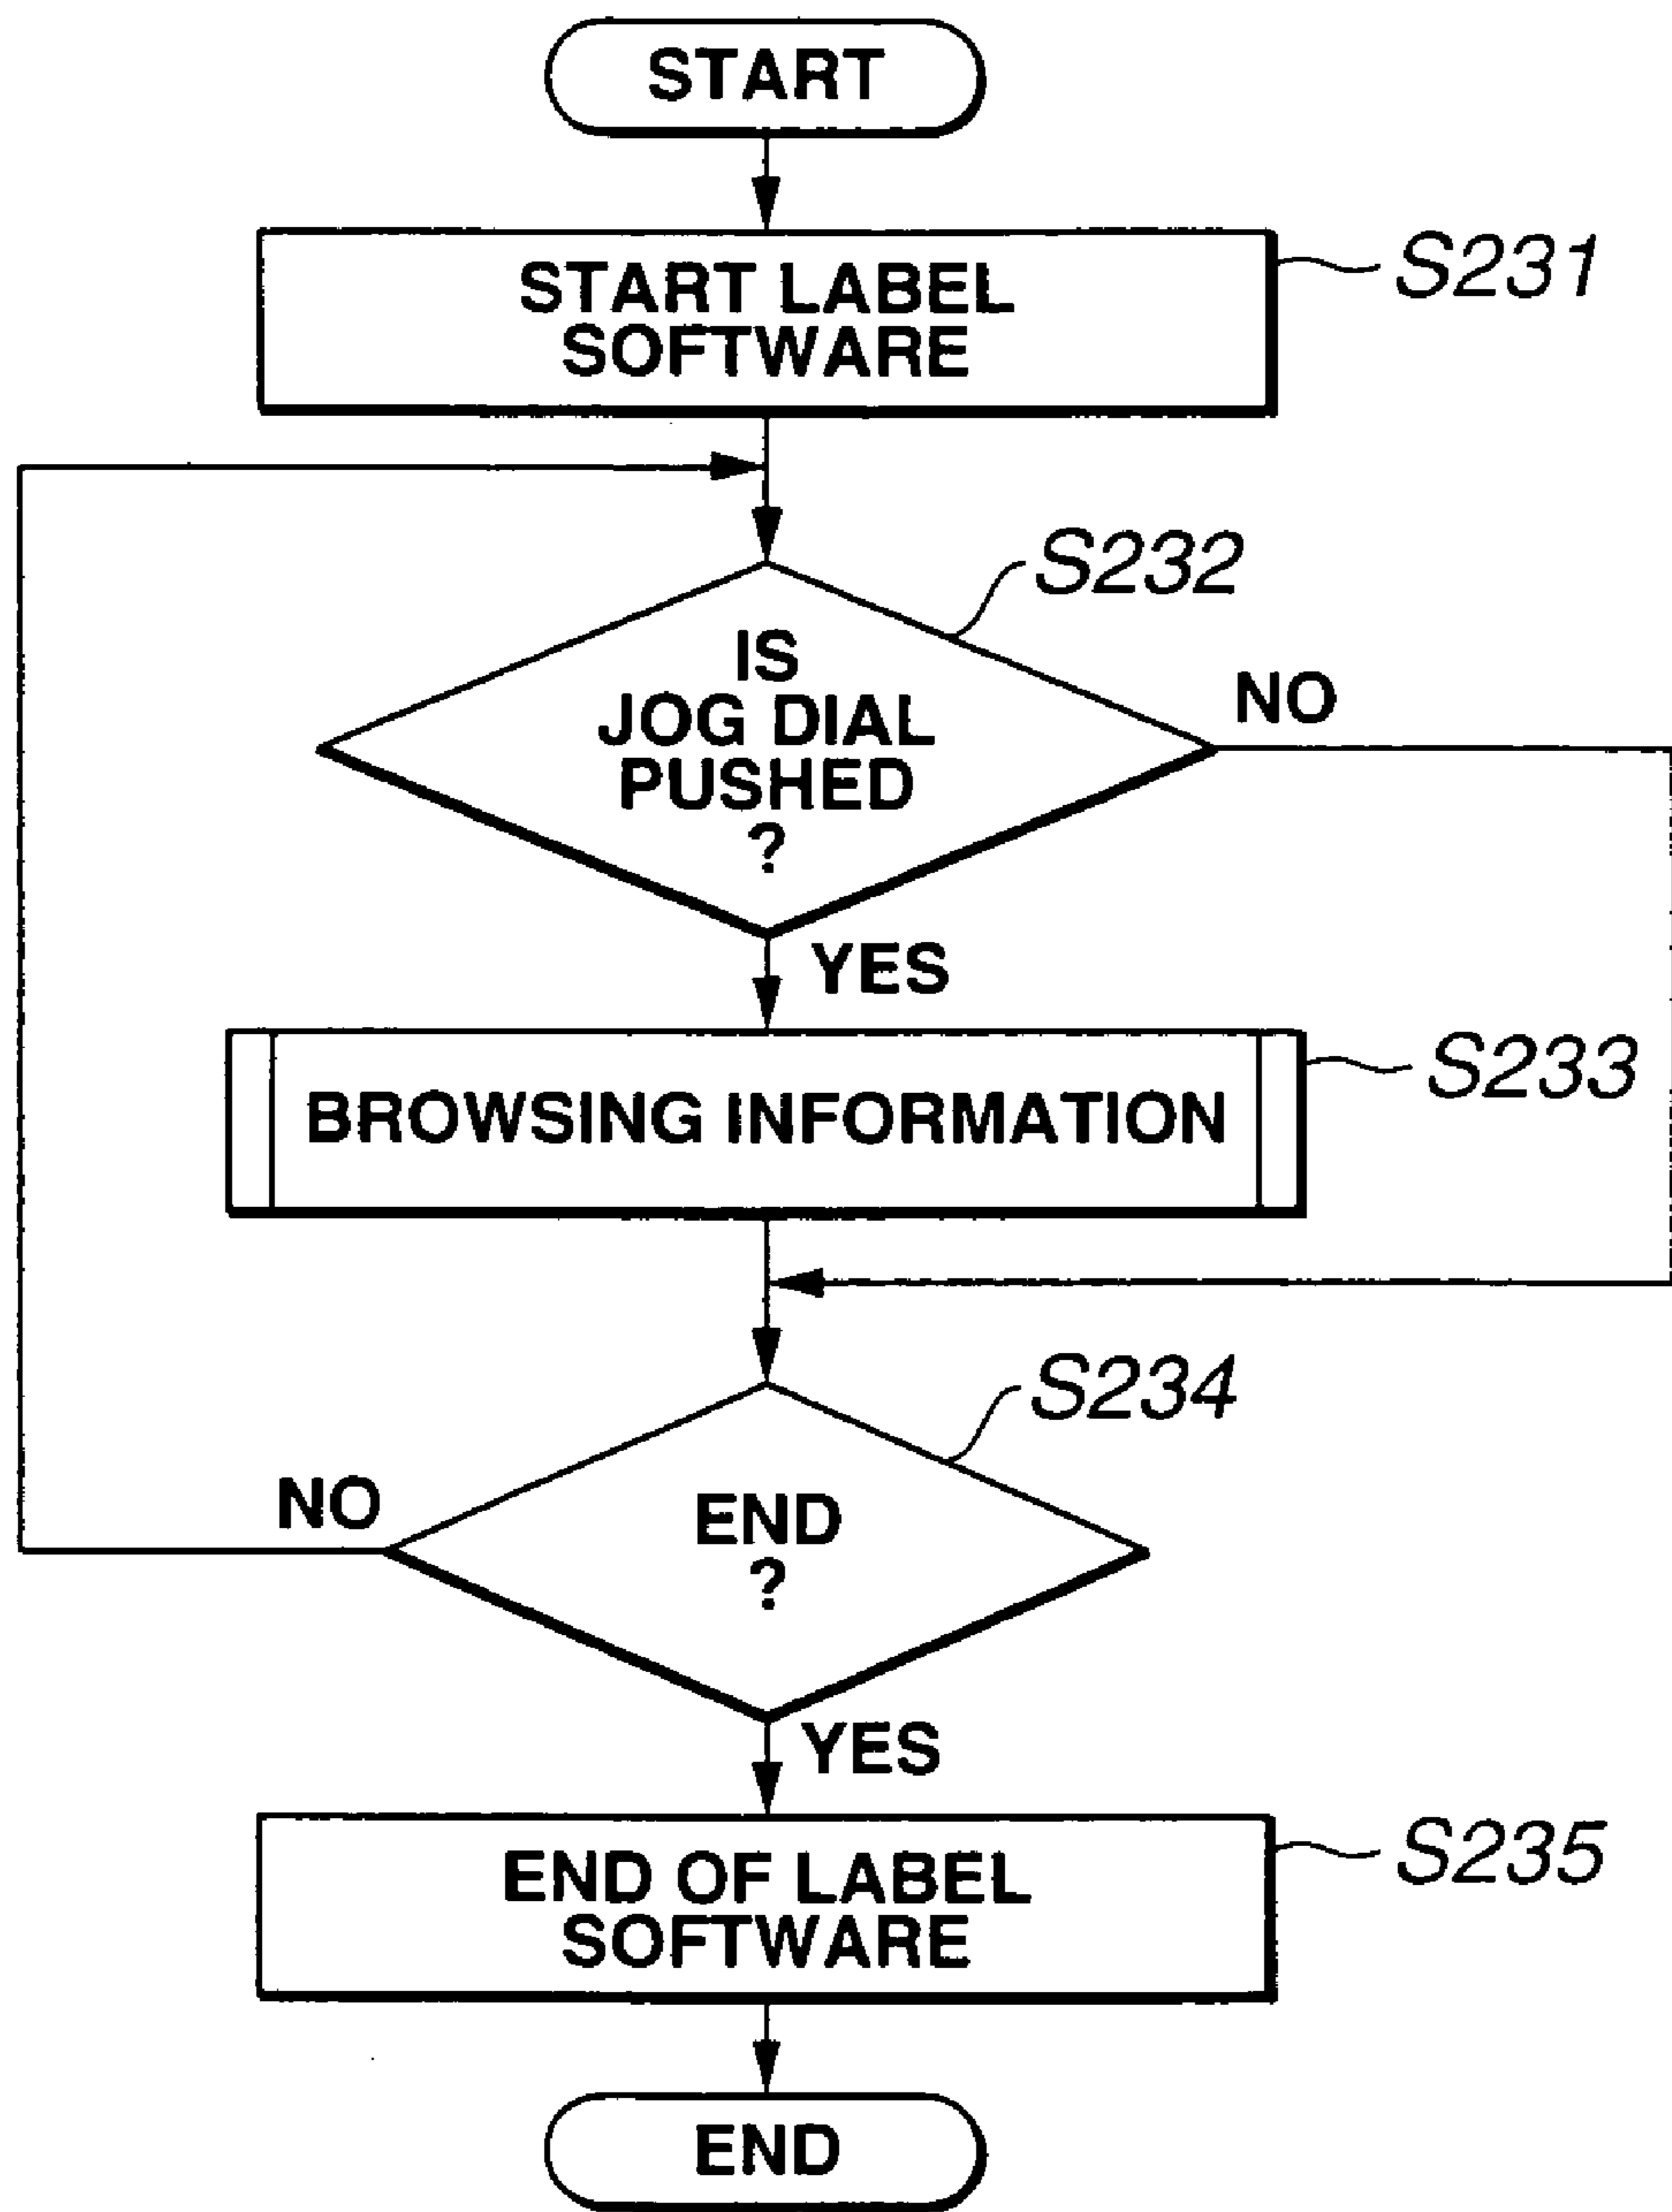 START
START LABEL
SOFTWARE
S231
S232
IS
JOG DIAL
PUSHED
?
NO
YES
BROWSING INFORMATION
S233
S234
NO
END
?
YES
END OF LABEL
SOFTWARE
S235
END